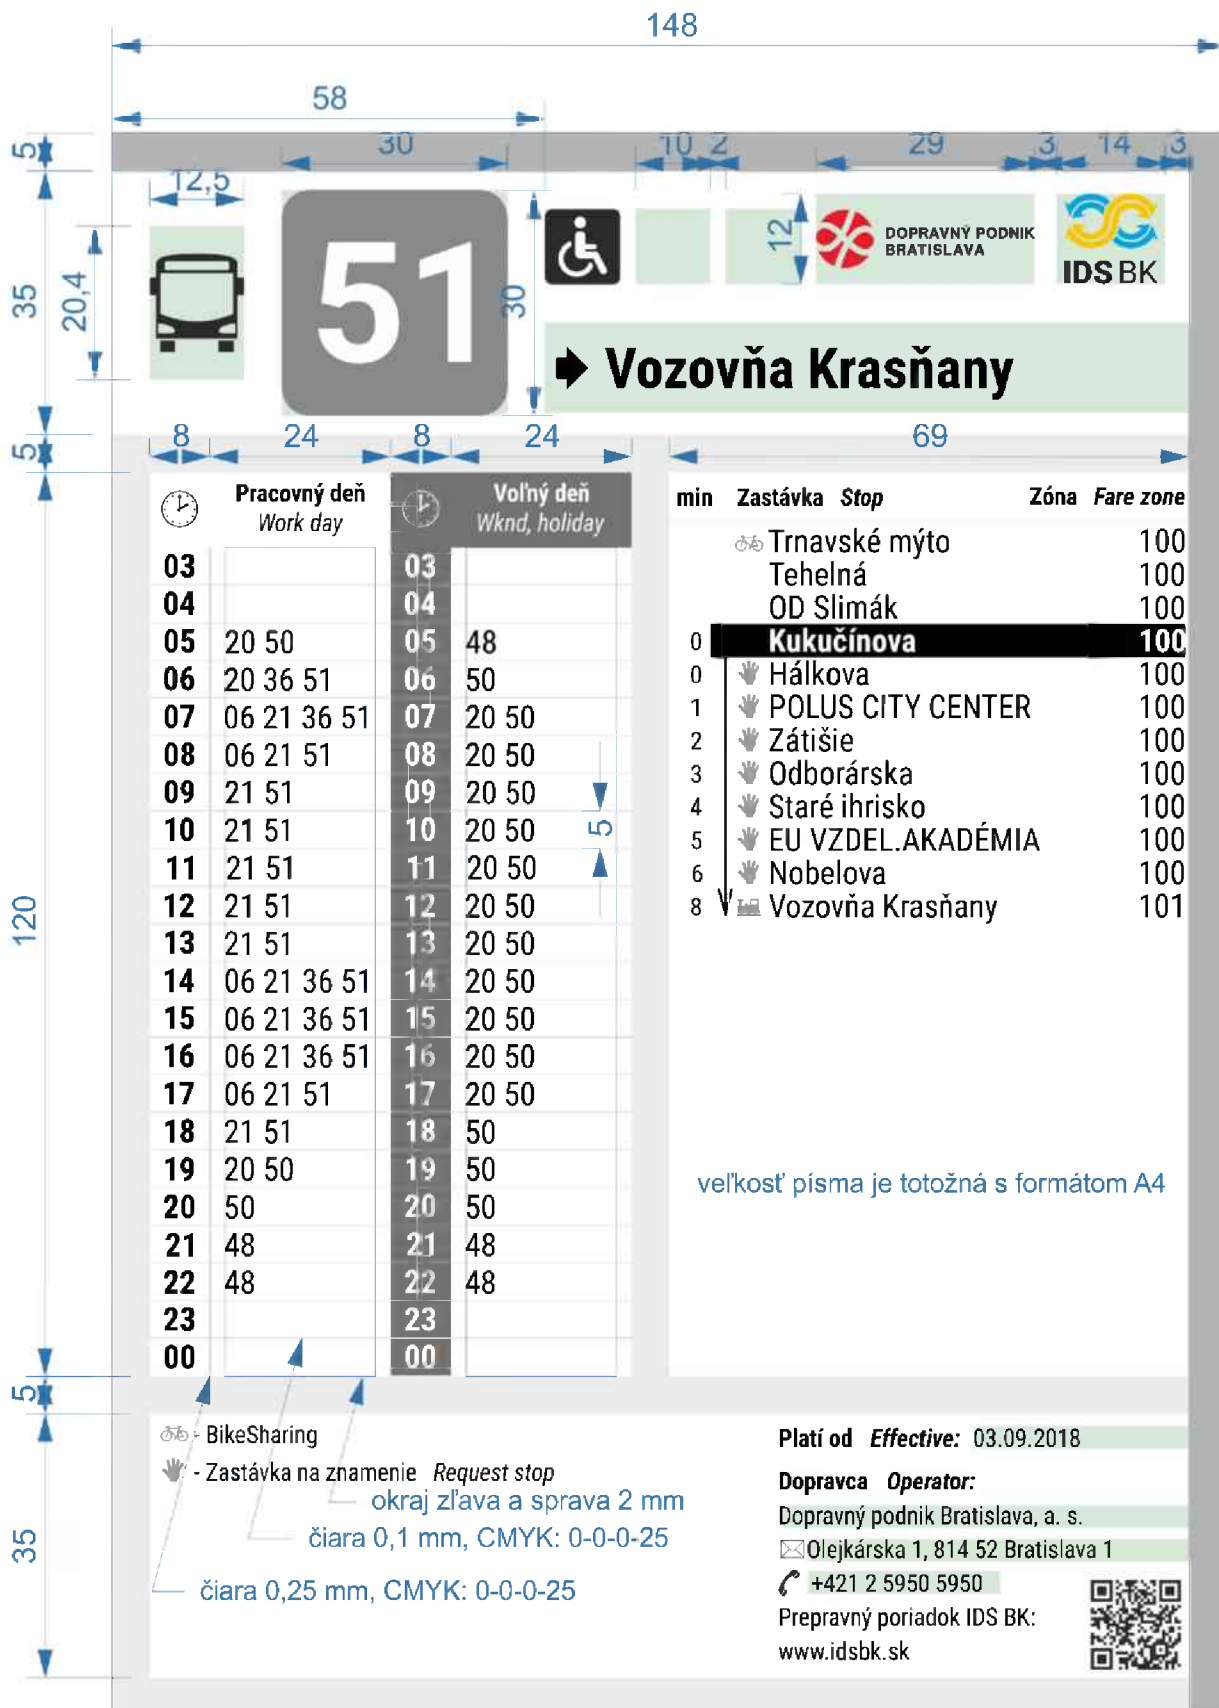 148
58
5
30
10 2
29
3
14
3
12,5
51
DOPRAVNÝ PODNIK
BRATISLAVA
12
IDS BK
35
20,4
30
Vozovňa Krasňany
5
8
24
8
24
69
Pracovný deň
Work day
Voľný deň
Wknd, holiday
min Zastávka Stop Zóna Fare zone
03 03
04 04
05 20 50 05 48
06 20 36 51 06 50
07 06 21 36 51 07 20 50
08 06 21 51 08 20 50
09 21 51 09 20 50
10 21 51 10 20 50
11 21 51 11 20 50
12 21 51 12 20 50
13 21 51 13 20 50
14 06 21 36 51 14 20 50
15 06 21 36 51 15 20 50
16 06 21 36 51 16 20 50
17 06 21 51 17 20 50
18 21 51 18 50
19 20 50 19 50
20 50 20 50
21 48 21 48
22 48 22 48
23 23
00 00
5
120
Trnavské mýto 100
Tehelná 100
OD Slimák 100
0 Kukučínova 100
0 Hálkova 100
1 POLUS CITY CENTER 100
2 Zátišie 100
3 Odborárska 100
4 Staré ihrisko 100
5 EU VZDEL.AKADÉMIA 100
6 Nobelova 100
8 Vozovňa Krasňany 101
veľkosť písma je totožná s formátom A4
5
35
- BikeSharing
- Zastávka na znamenie Request stop
okraj zľava a sprava 2 mm
čiara 0,1 mm, CMYK: 0-0-0-25
čiara 0,25 mm, CMYK: 0-0-0-25
Platí od Effective: 03.09.2018
Dopravca Operator:
Dopravný podnik Bratislava, a. s.
Olejkárska 1, 814 52 Bratislava 1
+421 2 5950 5950
Prepravný poriadok IDS BK:
www.idsbk.sk